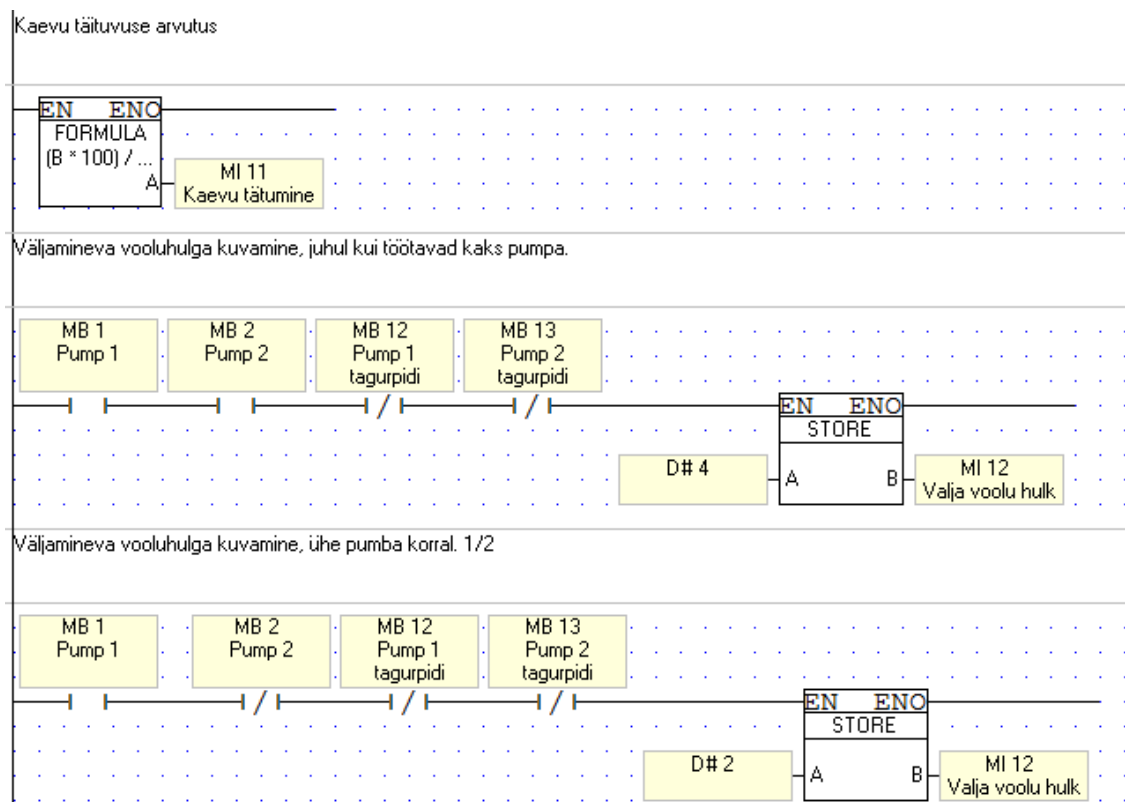 Kaevu täituvuse arvutus
EN ENO
FORMULA
(B * 100) / ...
A
MI 11
Kaevu tätumine
Väljamineva vooluhulga kuvamine, juhul kui töötavad kaks pumpa.
MB 1
Pump 1
MB 2
Pump 2
MB 12
Pump 1
tagurpidi
MB 13
Pump 2
tagurpidi
EN ENO
STORE
D# 4
A
B
MI 12
Valja voolu hulk
Väljamineva vooluhulga kuvamine, ühe pumba korral. 1/2
MB 1
Pump 1
MB 2
Pump 2
MB 12
Pump 1
tagurpidi
MB 13
Pump 2
tagurpidi
EN ENO
STORE
D# 2
A
B
MI 12
Valja voolu hulk